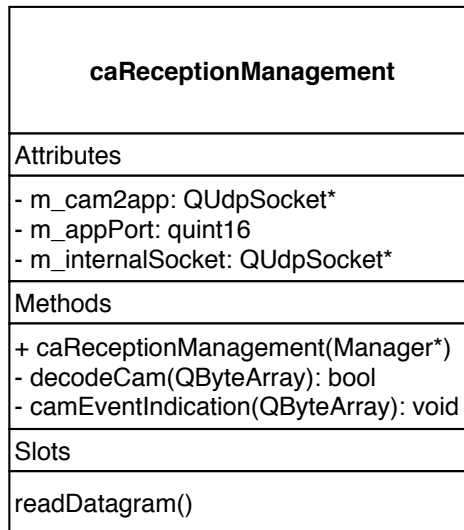 caReceptionManagement
Attributes
- m_cam2app: QUdpSocket*
- m_appPort: quint16
- m_internalSocket: QUdpSocket*
Methods
+ caReceptionManagement(Manager*)
- decodeCam(QByteArray): bool
- camEventIndication(QByteArray): void
Slots
readDatagram()